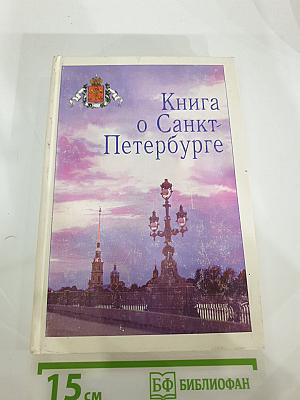 Книга
о Санкт-
Петербурге
15 см
БФ БИБЛИОФАН